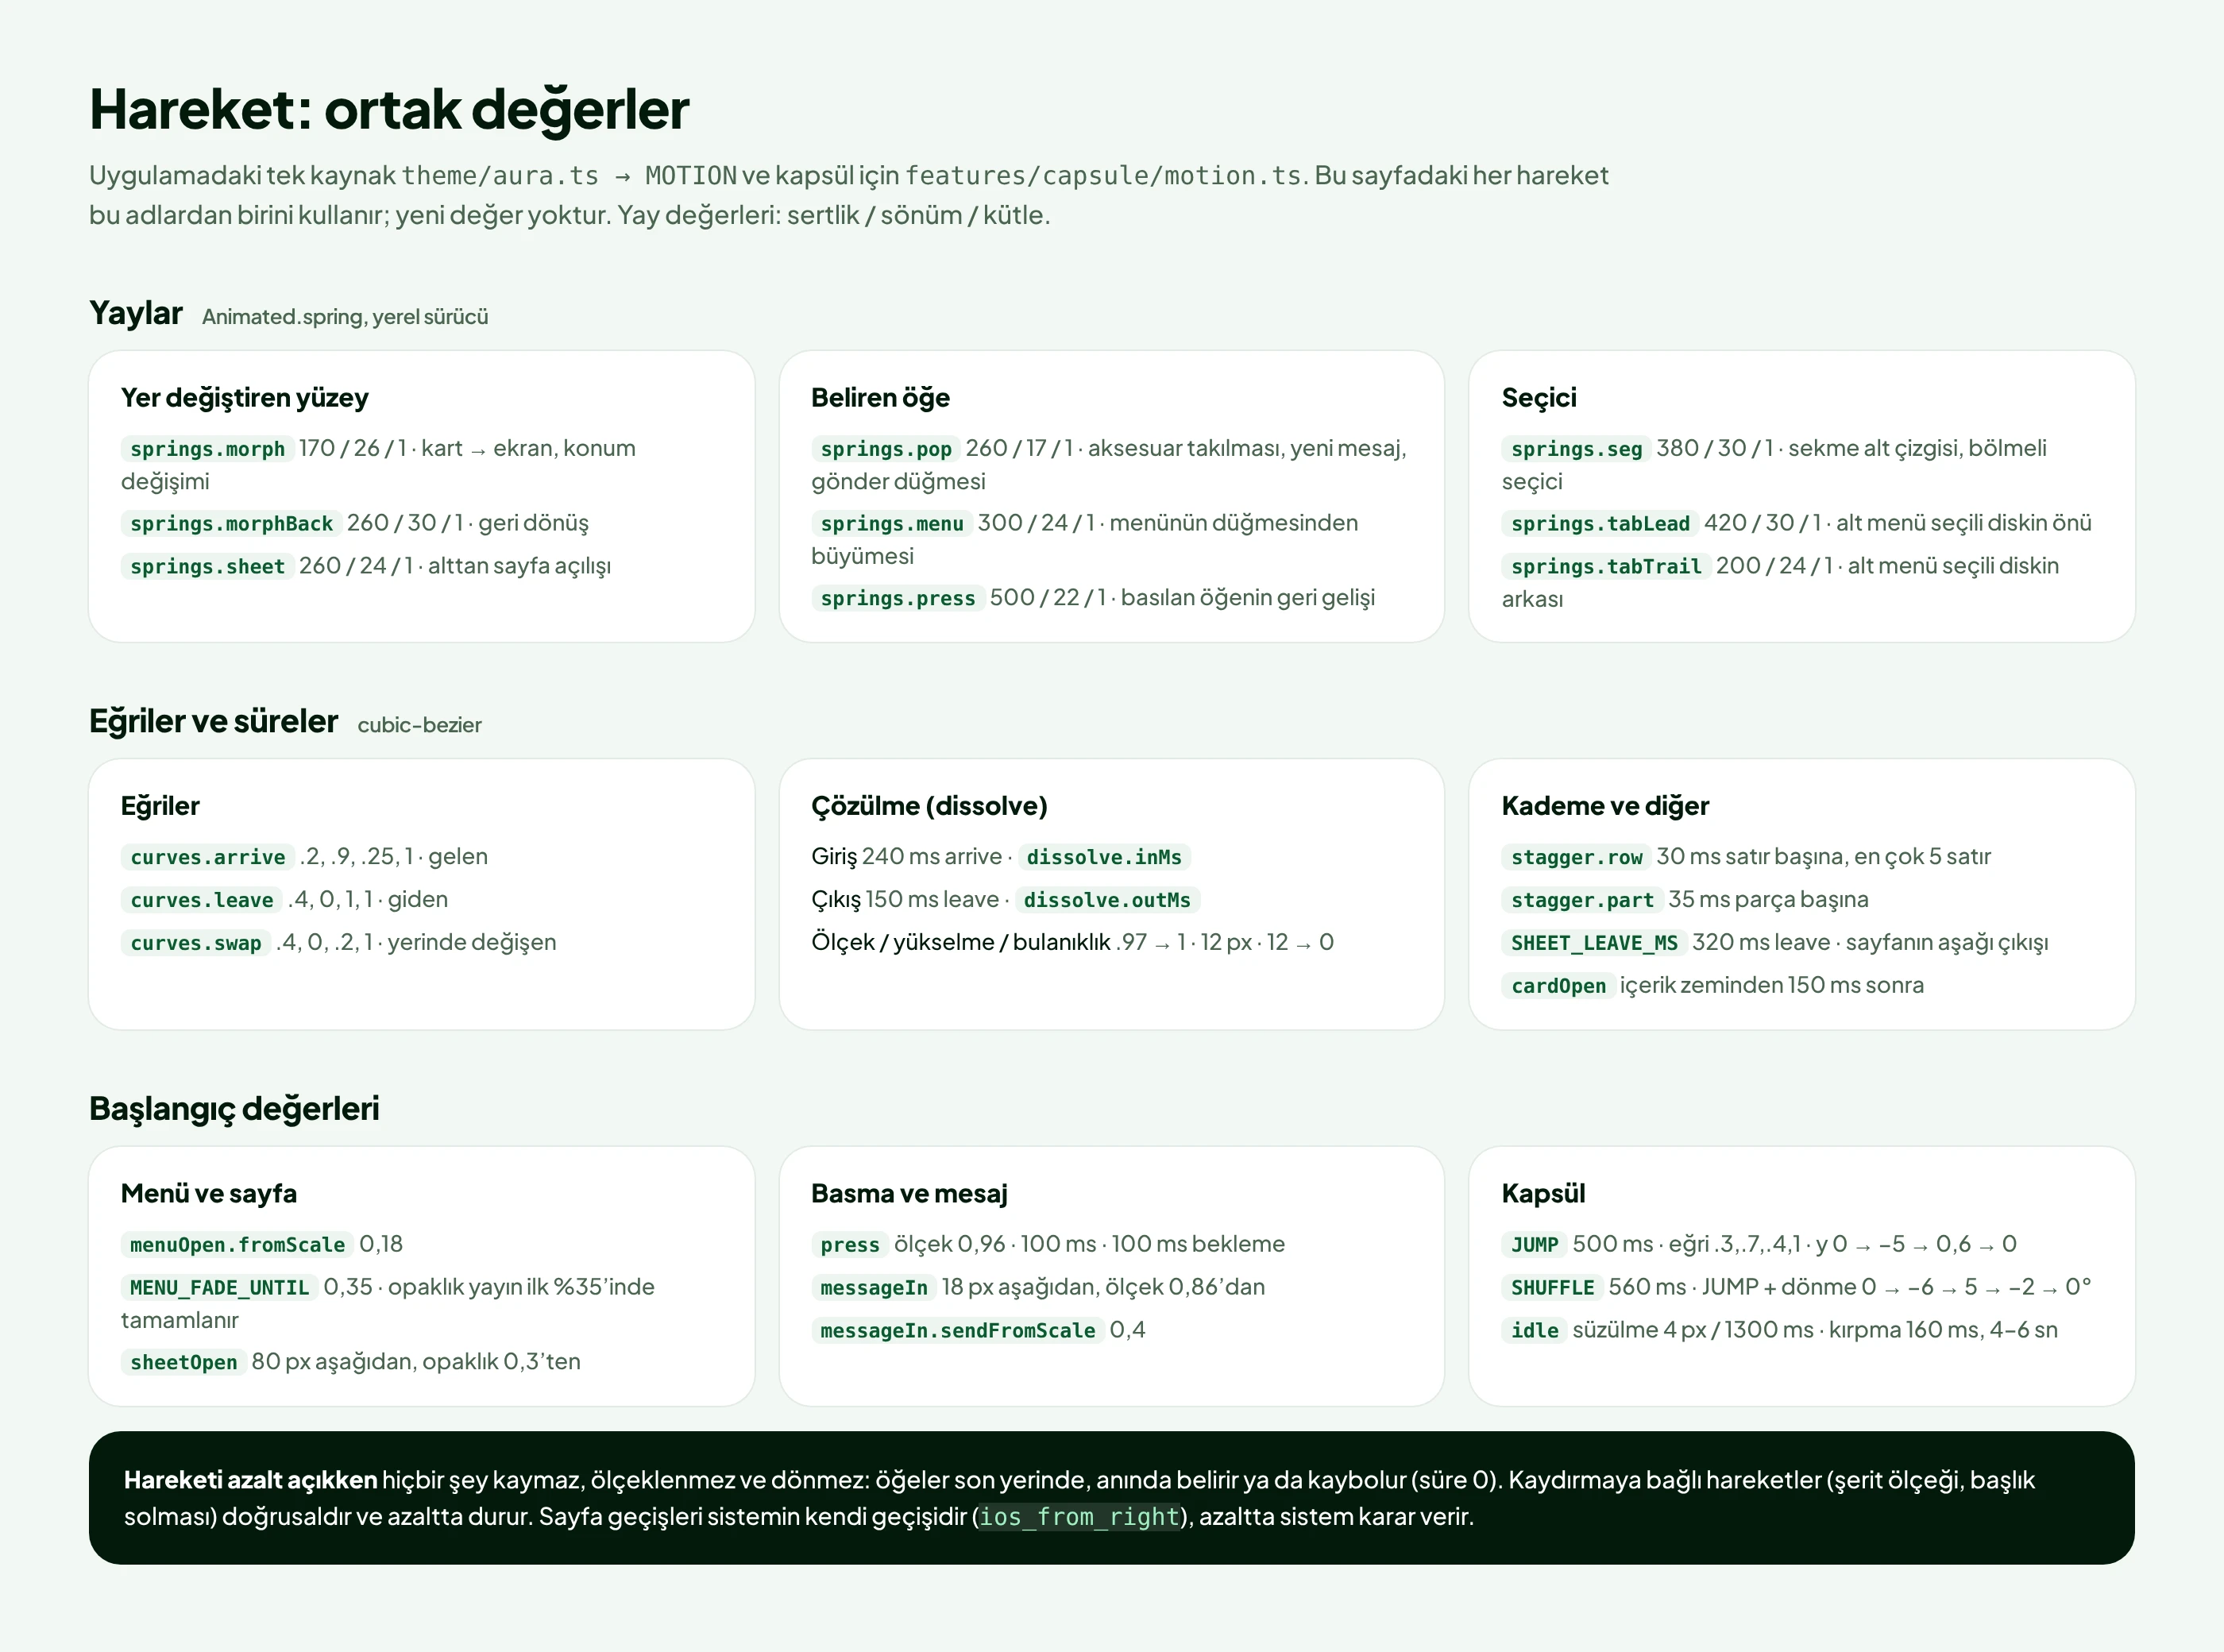 Hareket: ortak değerler
Uygulamadaki tek kaynak theme/aura.ts → MOTION ve kapsül için features/capsule/motion.ts. Bu sayfadaki her hareket
bu adlardan birini kullanır; yeni değer yoktur. Yay değerleri: sertlik / sönüm / kütle.
Yaylar Animated.spring, yerel sürücü
Yer değiştiren yüzey
springs.morph 170 / 26 / 1 · kart → ekran, konum
değişimi
springs.morphBack 260 / 30 / 1 · geri dönüş
springs.sheet 260 / 24 / 1 · alttan sayfa açılışı
Beliren öğe
springs.pop 260 / 17 / 1 · aksesuar takılması, yeni mesaj,
gönder düğmesi
springs.menu 300 / 24 / 1 · menünün düğmesinden
büyümesi
springs.press 500 / 22 / 1 · basılan öğenin geri gelişi
Seçici
springs.seg 380 / 30 / 1 · sekme alt çizgisi, bölmeli
seçici
springs.tabLead 420 / 30 / 1 · alt menü seçili diskin önü
springs.tabTrail 200 / 24 / 1 · alt menü seçili diskin
arkası
Eğriler ve süreler cubic-bezier
Eğriler
curves.arrive .2, .9, .25, 1 · gelen
curves.leave .4, 0, 1, 1 · giden
curves.swap .4, 0, .2, 1 · yerinde değişen
Çözülme (dissolve)
Giriş 240 ms arrive · dissolve.inMs
Çıkış 150 ms leave · dissolve.outMs
Ölçek / yükselme / bulanıklık .97 → 1 · 12 px · 12 → 0
Kademe ve diğer
stagger.row 30 ms satır başına, en çok 5 satır
stagger.part 35 ms parça başına
SHEET_LEAVE_MS 320 ms leave · sayfanın aşağı çıkışı
cardOpen içerik zeminden 150 ms sonra
Başlangıç değerleri
Menü ve sayfa
menuOpen.fromScale 0,18
MENU_FADE_UNTIL 0,35 · opaklık yayın ilk %35’inde
tamamlanır
sheetOpen 80 px aşağıdan, opaklık 0,3’ten
Basma ve mesaj
press ölçek 0,96 · 100 ms · 100 ms bekleme
messageIn 18 px aşağıdan, ölçek 0,86’dan
messageIn.sendFromScale 0,4
Kapsül
JUMP 500 ms · eğri .3,.7,.4,1 · y 0 → −5 → 0,6 → 0
SHUFFLE 560 ms · JUMP + dönme 0 → −6 → 5 → −2 → 0°
idle süzülme 4 px / 1300 ms · kırpma 160 ms, 4–6 sn
Hareketi azalt açıkken hiçbir şey kaymaz, ölçeklenmez ve dönmez: öğeler son yerinde, anında belirir ya da kaybolur (süre 0). Kaydırmaya bağlı hareketler (şerit ölçeği, başlık
solması) doğrusaldır ve azaltta durur. Sayfa geçişleri sistemin kendi geçişidir (ios_from_right), azaltta sistem karar verir.